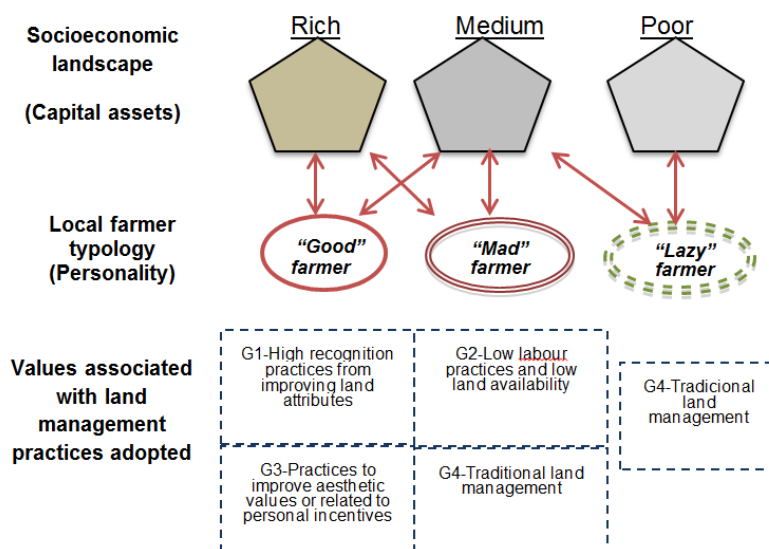 Socioeconomic
landscape
(Capital assets)
Rich
Medium
Poor
Local farmer
typology
(Personality)
“Good”
farmer
“Mad”
farmer
“Lazy”
farmer
Values associated
with land
management
practices adopted
G1-High recognition
practices from
improving land
attributes
G2-Low labour
practices and low
land availability
G4-Tradicional
land
management
G3-Practices to
improve aesthetic
values or related to
personal incentives
G4-Traditional land
management